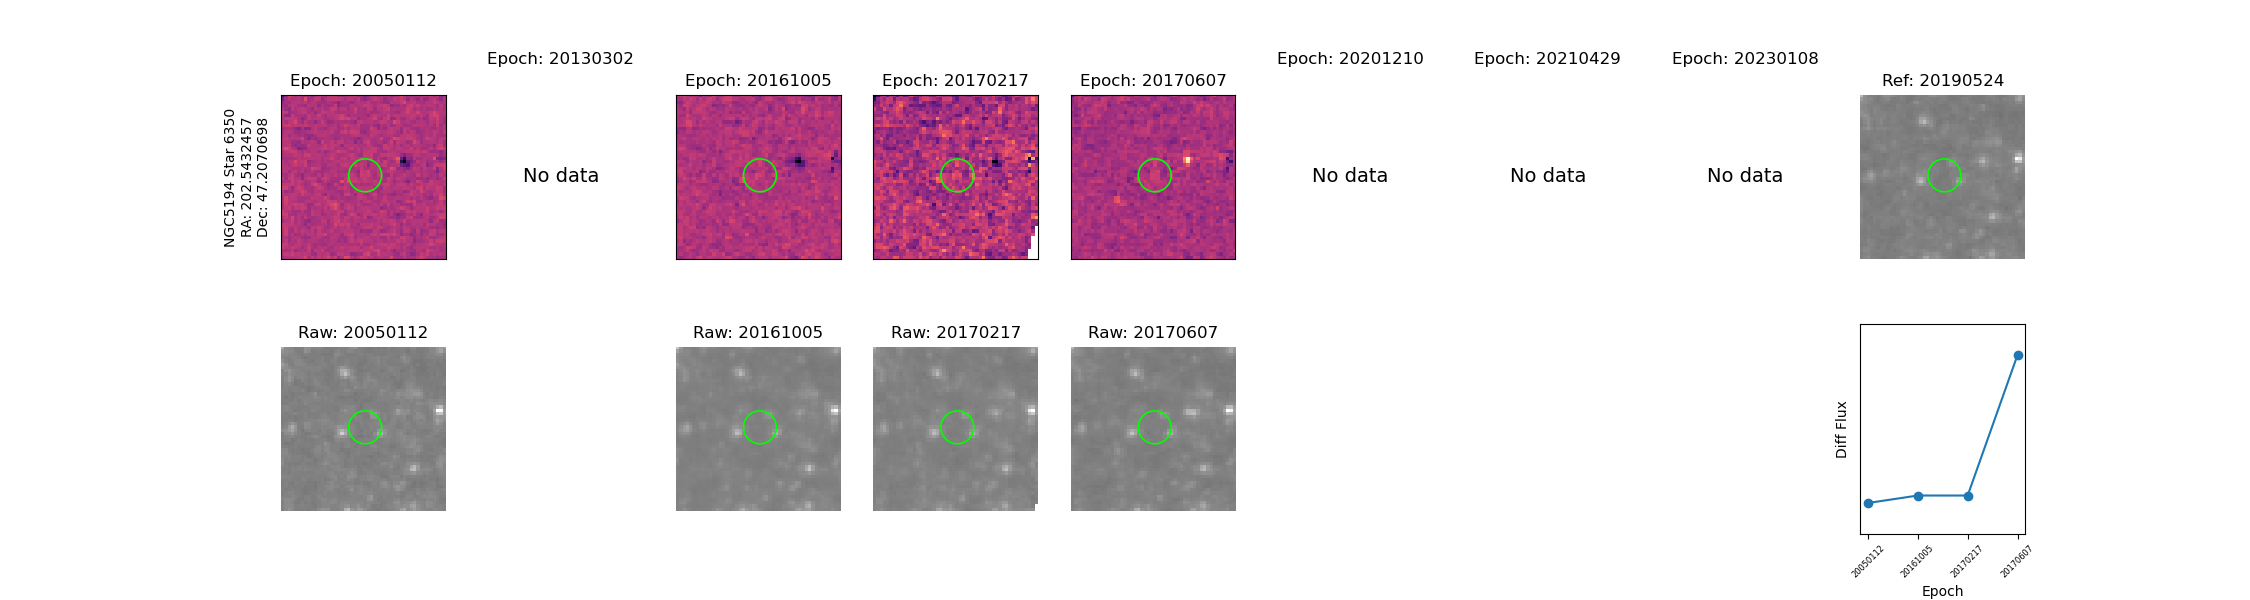 Epoch: 20050112
Epoch: 20130302
Epoch: 20161005
Epoch: 20170217
Epoch: 20170607
Epoch: 20201210
Epoch: 20210429
Epoch: 20230108
Ref: 20190524
NGC5194 Star 6350
RA: 202.5432457
Dec: 47.2070698
No data
No data
No data
No data
Raw: 20050112
Raw: 20161005
Raw: 20170217
Raw: 20170607
Diff Flux
20050112
20161005
20170217
20170607
Epoch